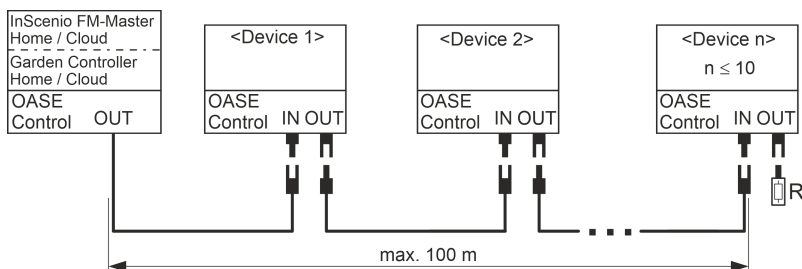 InScenio FM-Master
Home / Cloud
Garden Controller
Home / Cloud
OASE
Control OUT
<Device 1>
OASE
Control IN OUT
<Device 2>
OASE
Control IN OUT
<Device n>
n ≤ 10
OASE
Control IN OUT
R
max. 100 m